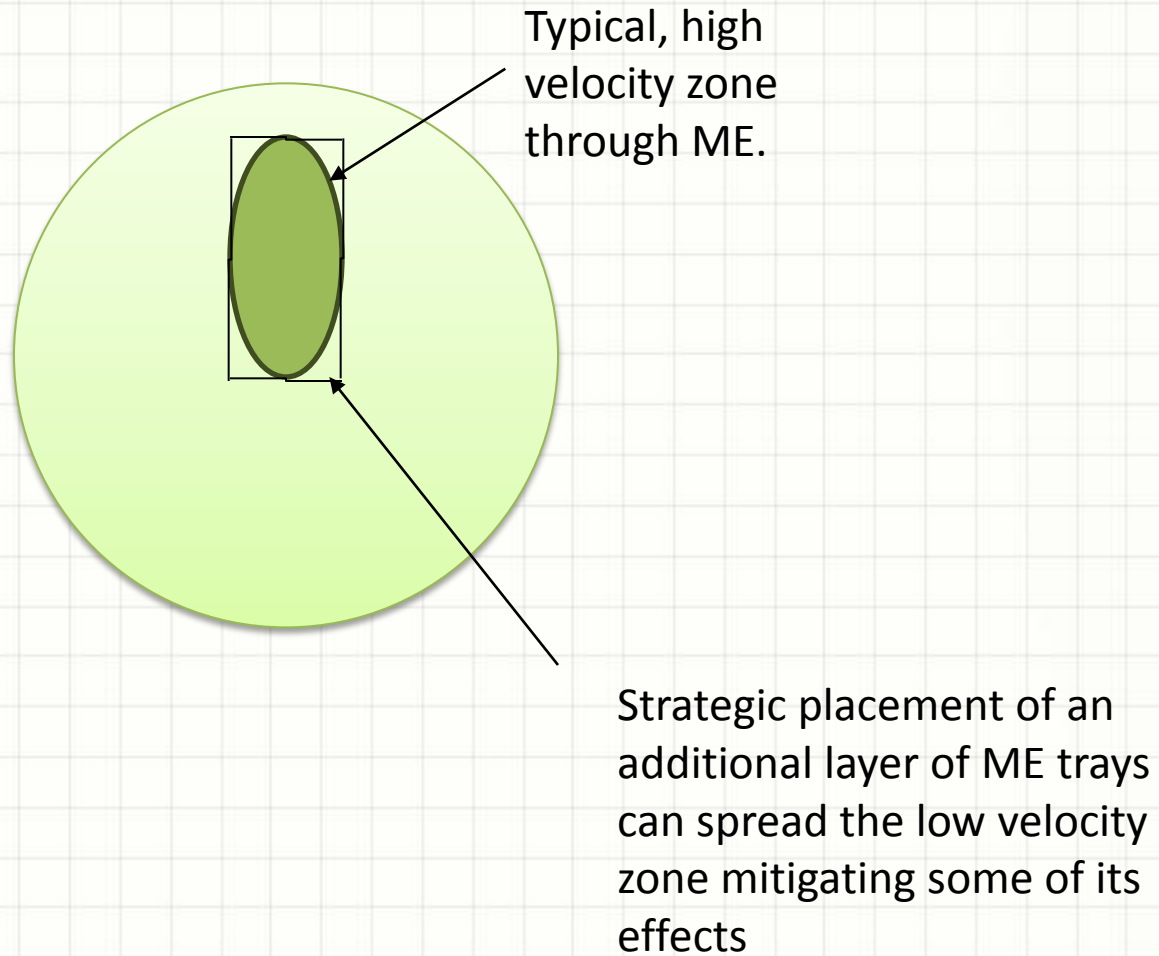 Typical, high
velocity zone
through ME.
Strategic placement of an
additional layer of ME trays
can spread the low velocity
zone mitigating some of its
effects